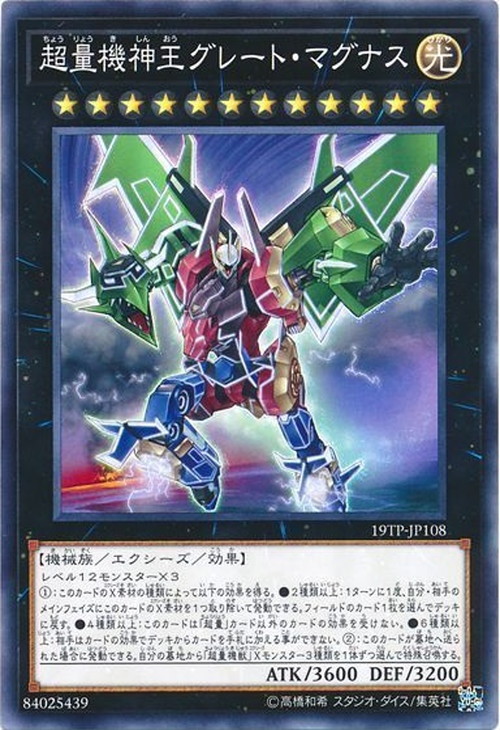 超量機神王グレート・マグナス
光
19TP-JP108
【機械族／エクシーズ／効果】
レベル12モンスター×3
①：このカードのX素材の種類によって以下の効果を得る。●2種類以上：1ターンに1度、自分・相手の
メインフェイズにこのカードのX素材を1つ取り除いて発動できる。フィールドのカード1枚を選んでデッキ
に戻す。●4種類以上：このカードは「超量」カード以外のカードの効果を受けない。●6種類
以上：相手はカードの効果でデッキからカードを手札に加える事ができない。②：このカードが墓地へ送ら
れた場合に発動できる。自分の墓地から「超量機獣」Xモンスター3種類を1体ずつ選んで特殊召喚する。
ATK/3600 DEF/3200
84025439
©高橋和希 スタジオ・ダイス/集英社